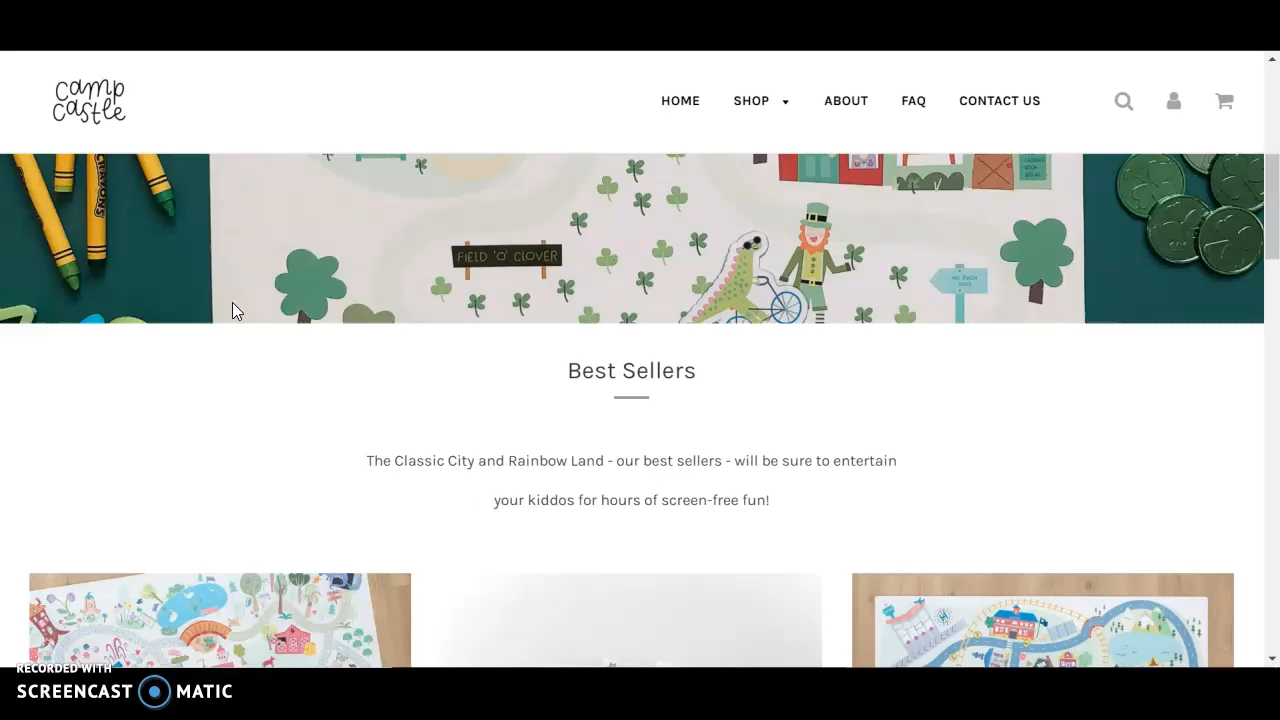 camp
castle
HOME SHOP ABOUT FAQ CONTACT US
CRAYONS
FIELD 'O' CLOVER
Best Sellers
The Classic City and Rainbow Land - our best sellers - will be sure to entertain
your kiddos for hours of screen-free fun!
RECORDED WITH
SCREENCAST MATIC